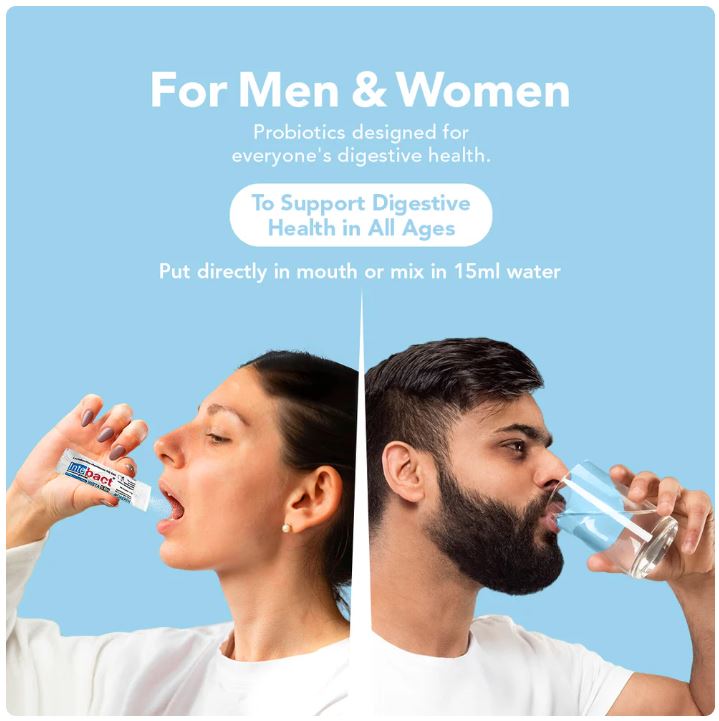 For Men & Women
Probiotics designed for
everyone's digestive health.
To Support Digestive
Health in All Ages
Put directly in mouth or mix in 15ml water
bact